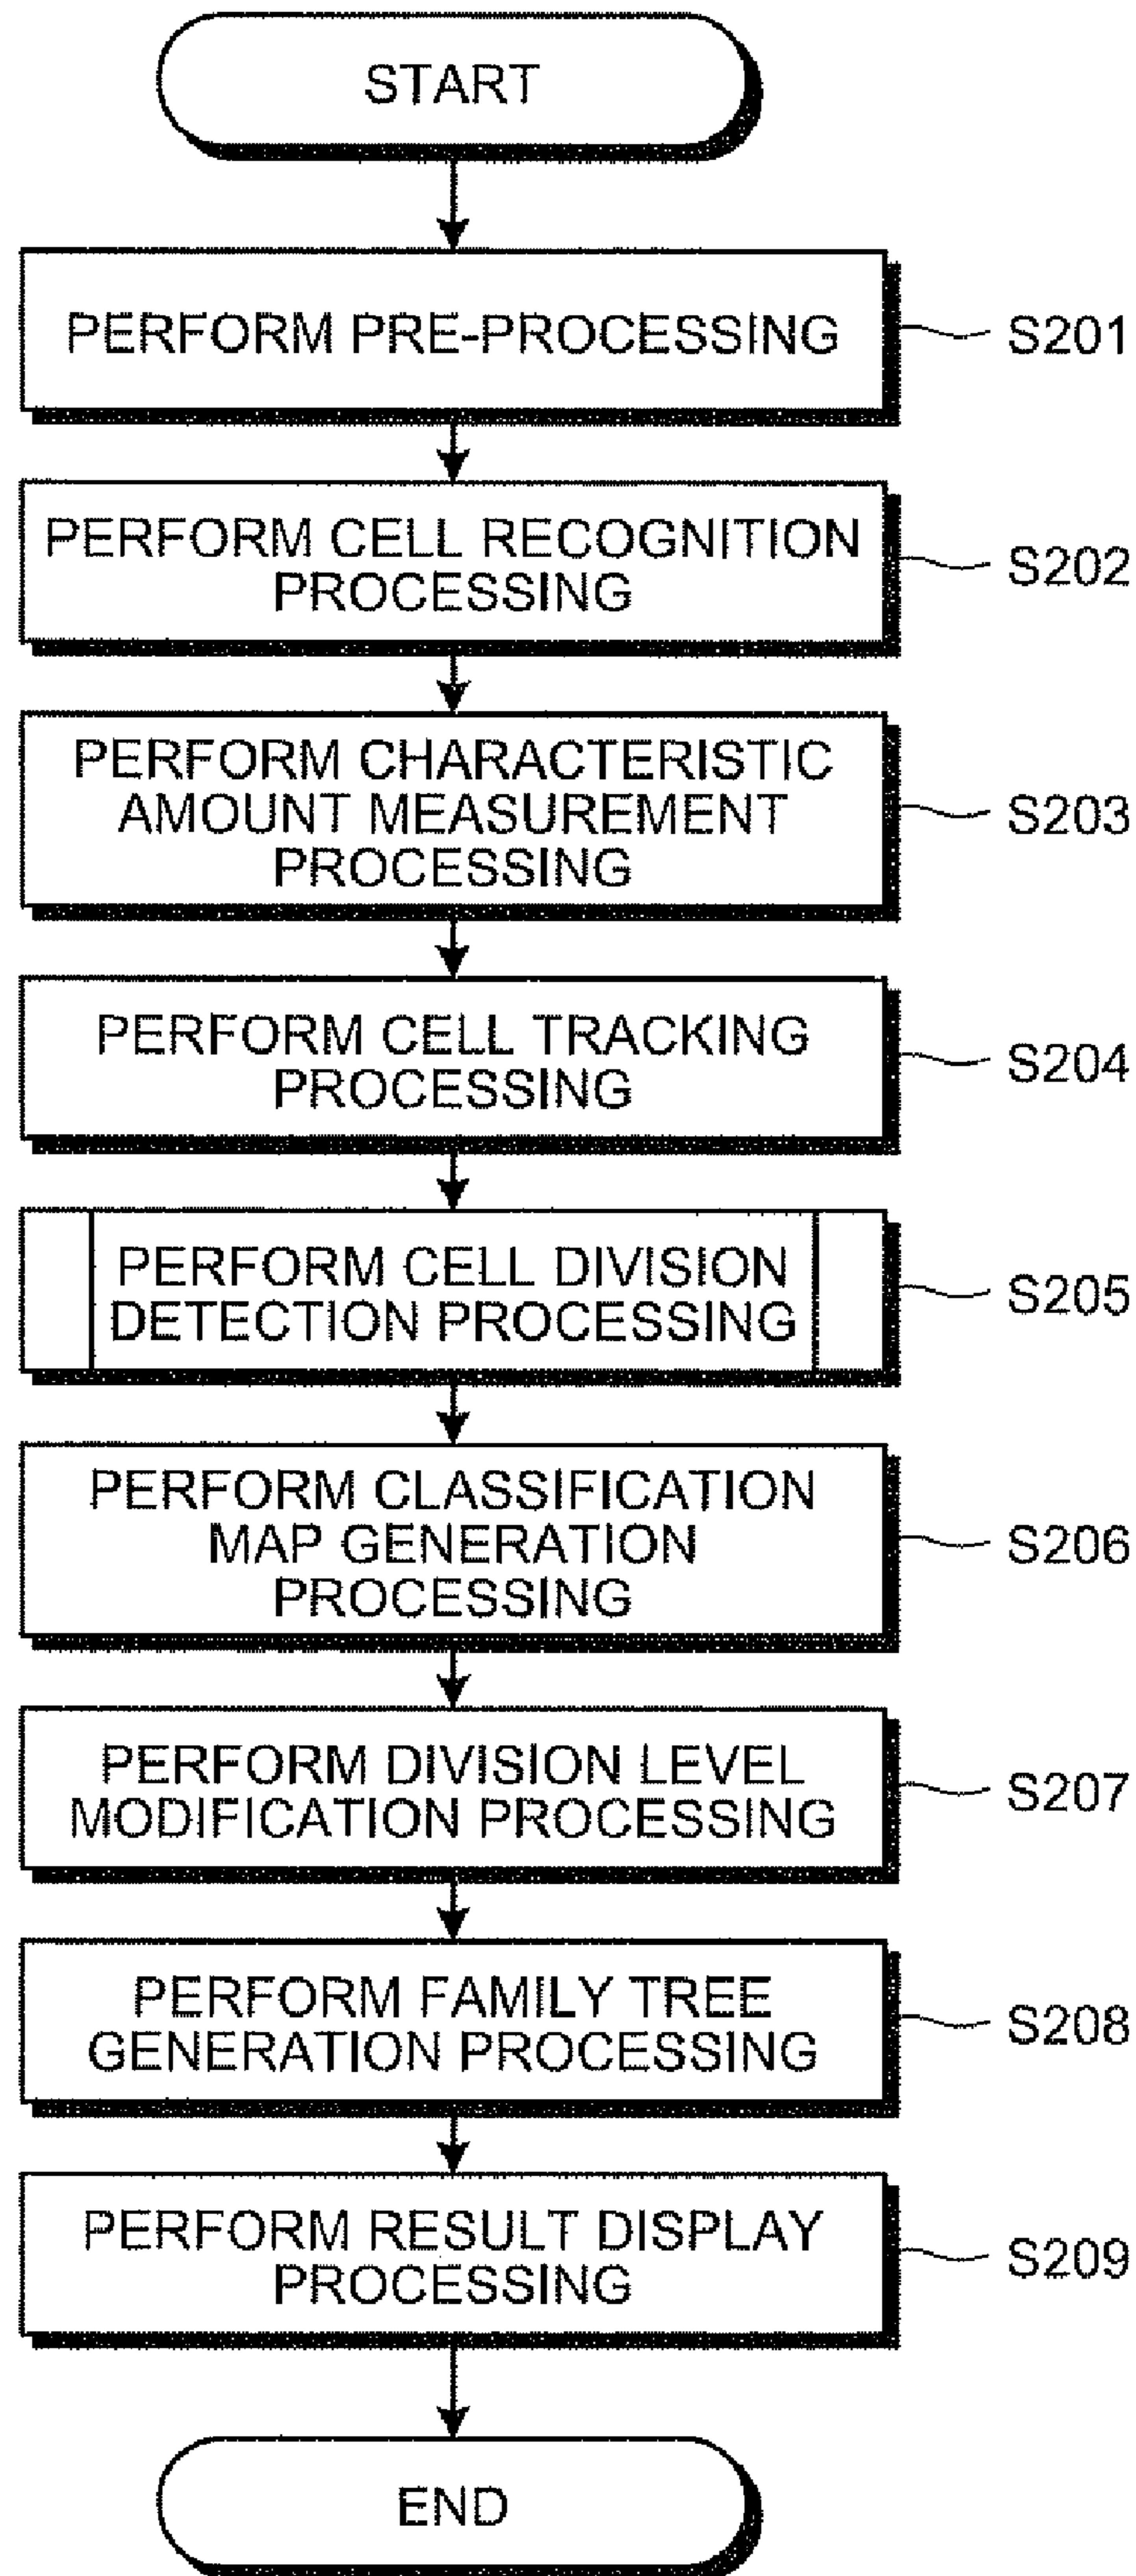 START
PERFORM PRE-PROCESSING
S201
PERFORM CELL RECOGNITION
PROCESSING
S202
PERFORM CHARACTERISTIC
AMOUNT MEASUREMENT
PROCESSING
S203
PERFORM CELL TRACKING
PROCESSING
S204
PERFORM CELL DIVISION
DETECTION PROCESSING
S205
PERFORM CLASSIFICATION
MAP GENERATION
PROCESSING
S206
PERFORM DIVISION LEVEL
MODIFICATION PROCESSING
S207
PERFORM FAMILY TREE
GENERATION PROCESSING
S208
PERFORM RESULT DISPLAY
PROCESSING
S209
END